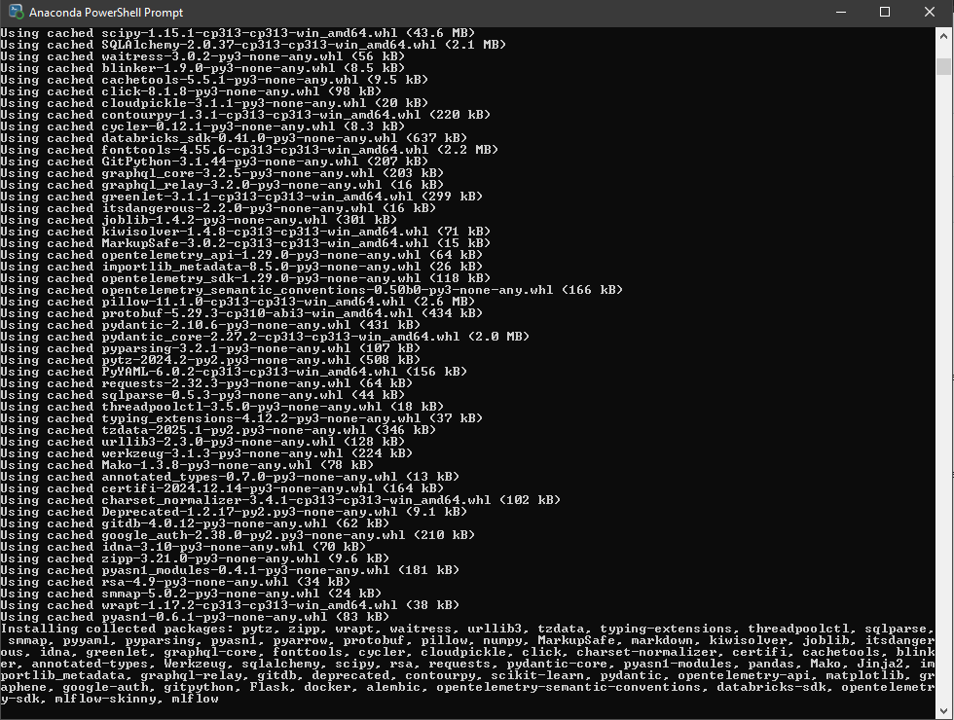 Anaconda PowerShell Prompt
Using cached scipy-1.15.1-cp313-cp313-win_amd64.whl (43.6 MB)
Using cached SQLAlchemy-2.0.37-cp313-cp313-win_amd64.whl (2.1 MB)
Using cached waitress-3.0.2-py3-none-any.whl (56 kB)
Using cached blinker-1.9.0-py3-none-any.whl (8.5 kB)
Using cached cachetools-5.5.1-py3-none-any.whl (9.5 kB)
Using cached click-8.1.8-py3-none-any.whl (98 kB)
Using cached cloudpickle-3.1.1-py3-none-any.whl (20 kB)
Using cached contourpy-1.3.1-cp313-cp313-win_amd64.whl (220 kB)
Using cached cycler-0.12.1-py3-none-any.whl (8.3 kB)
Using cached databricks_sdk-0.41.0-py3-none-any.whl (637 kB)
Using cached fonttools-4.55.6-cp313-cp313-win_amd64.whl (2.2 MB)
Using cached GitPython-3.1.44-py3-none-any.whl (207 kB)
Using cached graphql_core-3.2.5-py3-none-any.whl (203 kB)
Using cached graphql_relay-3.2.0-py3-none-any.whl (16 kB)
Using cached greenlet-3.1.1-cp313-cp313-win_amd64.whl (299 kB)
Using cached itsdangerous-2.2.0-py3-none-any.whl (16 kB)
Using cached joblib-1.4.2-py3-none-any.whl (301 kB)
Using cached kiwisolver-1.4.8-cp313-cp313-win_amd64.whl (71 kB)
Using cached MarkupSafe-3.0.2-cp313-cp313-win_amd64.whl (15 kB)
Using cached opentelemetry_api-1.29.0-py3-none-any.whl (64 kB)
Using cached importlib_metadata-8.5.0-py3-none-any.whl (26 kB)
Using cached opentelemetry_sdk-1.29.0-py3-none-any.whl (118 kB)
Using cached opentelemetry_semantic_conventions-0.50b0-py3-none-any.whl (166 kB)
Using cached pillow-11.1.0-cp313-cp313-win_amd64.whl (2.6 MB)
Using cached protobuf-5.29.3-cp310-abi3-win_amd64.whl (434 kB)
Using cached pydantic-2.10.6-py3-none-any.whl (431 kB)
Using cached pydantic_core-2.27.2-cp313-cp313-win_amd64.whl (2.0 MB)
Using cached pyparsing-3.2.1-py3-none-any.whl (107 kB)
Using cached pytz-2024.2-py2.py3-none-any.whl (508 kB)
Using cached PyYAML-6.0.2-cp313-cp313-win_amd64.whl (156 kB)
Using cached requests-2.32.3-py3-none-any.whl (64 kB)
Using cached sqlparse-0.5.3-py3-none-any.whl (44 kB)
Using cached threadpoolctl-3.5.0-py3-none-any.whl (18 kB)
Using cached typing_extensions-4.12.2-py3-none-any.whl (37 kB)
Using cached tzdata-2025.1-py2.py3-none-any.whl (346 kB)
Using cached urllib3-2.3.0-py3-none-any.whl (128 kB)
Using cached werkzeug-3.1.3-py3-none-any.whl (224 kB)
Using cached Mako-1.3.8-py3-none-any.whl (78 kB)
Using cached annotated_types-0.7.0-py3-none-any.whl (13 kB)
Using cached certifi-2024.12.14-py3-none-any.whl (164 kB)
Using cached charset_normalizer-3.4.1-cp313-cp313-win_amd64.whl (102 kB)
Using cached Deprecated-1.2.17-py2.py3-none-any.whl (9.1 kB)
Using cached gitdb-4.0.12-py3-none-any.whl (62 kB)
Using cached google_auth-2.38.0-py2.py3-none-any.whl (210 kB)
Using cached idna-3.10-py3-none-any.whl (70 kB)
Using cached zipp-3.21.0-py3-none-any.whl (9.6 kB)
Using cached pyasn1_modules-0.4.1-py3-none-any.whl (181 kB)
Using cached rsa-4.9-py3-none-any.whl (34 kB)
Using cached smmap-5.0.2-py3-none-any.whl (24 kB)
Using cached wrapt-1.17.2-cp313-cp313-win_amd64.whl (38 kB)
Using cached pyasn1-0.6.1-py3-none-any.whl (83 kB)
Installing collected packages: pytz, zipp, wrapt, waitress, urllib3, tzdata, typing-extensions, threadpoolctl, sqlparse,
 smmap, pyyaml, pyparsing, pyasn1, pyarrow, protobuf, pillow, numpy, MarkupSafe, markdown, kiwisolver, joblib, itsdanger
ous, idna, greenlet, graphql-core, fonttools, cycler, cloudpickle, click, charset-normalizer, certifi, cachetools, blink
er, annotated-types, Werkzeug, sqlalchemy, scipy, rsa, requests, pydantic-core, pyasn1-modules, pandas, Mako, Jinja2, im
portlib_metadata, graphql-relay, gitdb, deprecated, contourpy, scikit-learn, pydantic, opentelemetry-api, matplotlib, gr
aphene, google-auth, gitpython, Flask, docker, alembic, opentelemetry-semantic-conventions, databricks-sdk, opentelemetr
y-sdk, mlflow-skinny, mlflow